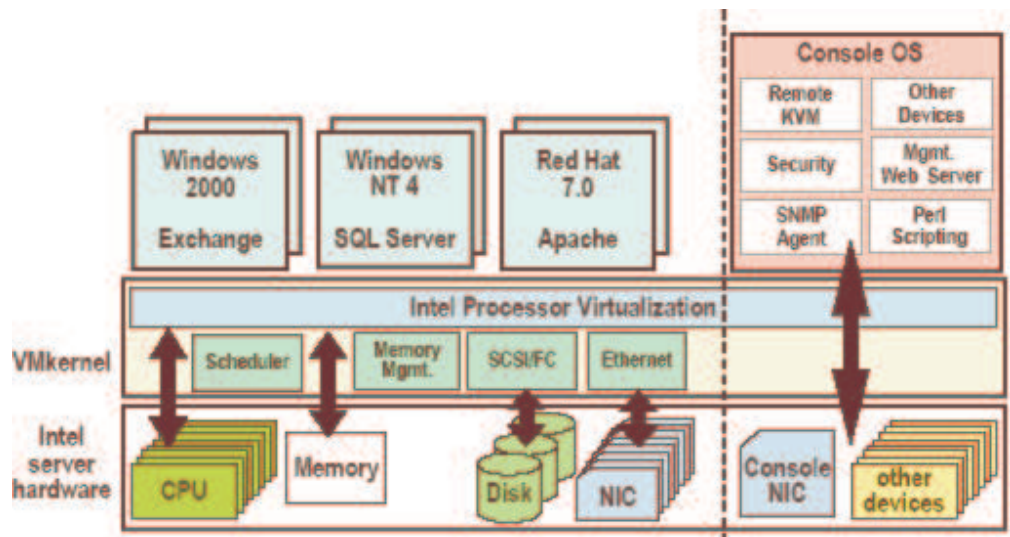 Console OS
Remote
KVM
Other
Devices
Security
Mgmt.
Web Server
SNMP
Agent
Perl
Scripting
Windows
2000
Exchange
Windows
NT 4
SQL Server
Red Hat
7.0
Apache
Intel Processor Virtualization
VMkernel
Scheduler
Memory
Mgmt.
SCSI/FC
Ethernet
Intel
server
hardware
CPU
Memory
Disk
NIC
Console
NIC
other
devices